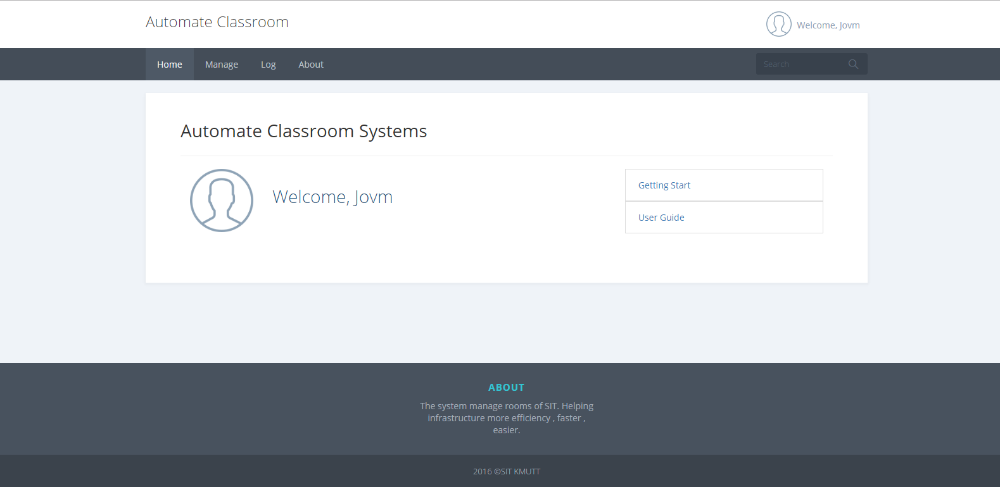 Automate Classroom
Welcome, Jovm
Home
Manage
Log
About
Search
Automate Classroom Systems
Welcome, Jovm
Getting Start
User Guide
ABOUT
The system manage rooms of SIT. Helping
infrastructure more efficiency , faster ,
easier.
2016 ©SIT KMUTT